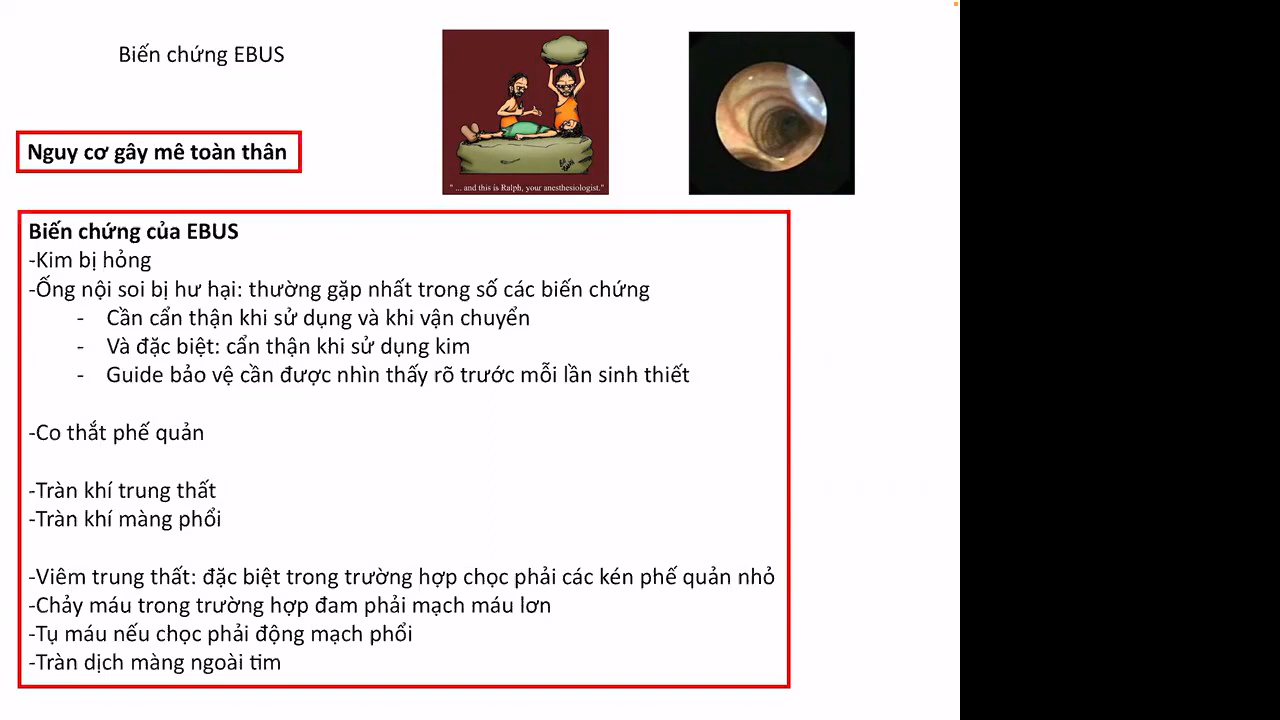 Biến chứng EBUS
" ... and this is Ralph, your anesthesiologist."
Nguy cơ gây mê toàn thân
Biến chứng của EBUS
-Kim bị hỏng
-Ống nội soi bị hư hại: thường gặp nhất trong số các biến chứng
- Cần cẩn thận khi sử dụng và khi vận chuyển
- Và đặc biệt: cẩn thận khi sử dụng kim
- Guide bảo vệ cần được nhìn thấy rõ trước mỗi lần sinh thiết
-Co thắt phế quản
-Tràn khí trung thất
-Tràn khí màng phổi
-Viêm trung thất: đặc biệt trong trường hợp chọc phải các kén phế quản nhỏ
-Chảy máu trong trường hợp đam phải mạch máu lơn
-Tụ máu nếu chọc phải động mạch phổi
-Tràn dịch màng ngoài tim